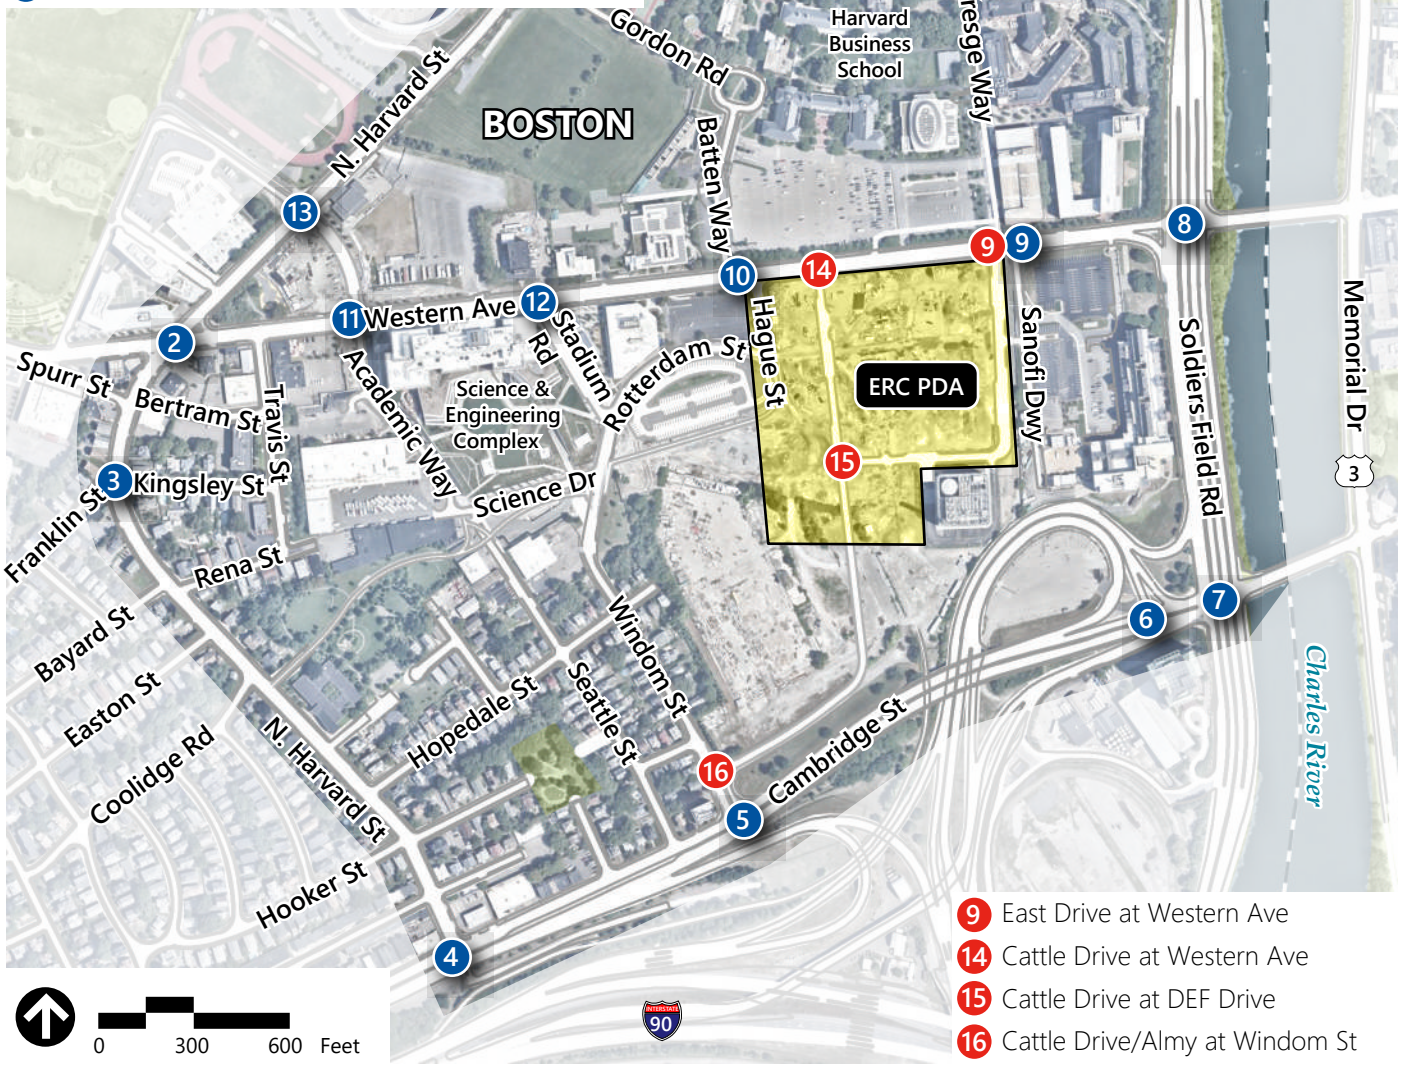 Gordon Rd
Harvard
Business
School
resge Way
N. Harvard St
BOSTON
Batten Way
13
8
9
9
10
14
12
11
Western Ave
2
Stadium
Rd
Hague St
Sanofi Dwy
Soldiers Field Rd
Memorial Dr
Spurr St
Bertram St
Travis St
Academic Way
Science &
Engineering
Complex
Rotterdam St
ERC PDA
15
3
3
Kingsley St
Franklin St
Science Dr
Rena St
Bayard St
Windom St
6
7
Easton St
Hopedale St
Seattle St
Charles River
Coolidge Rd
N. Harvard St
16
5
Cambridge St
Hooker St
4
9 East Drive at Western Ave
14 Cattle Drive at Western Ave
15 Cattle Drive at DEF Drive
16 Cattle Drive/Almy at Windom St
INTERSTATE
90
0 300 600 Feet